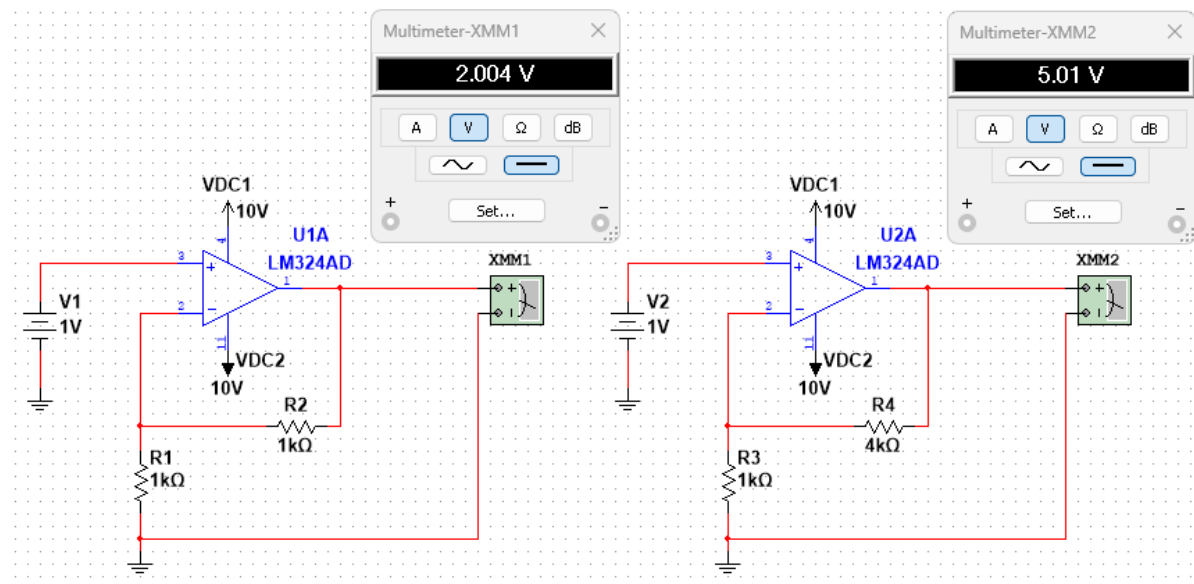 Multimeter-XMM1
2.004 V
A V Ω dB
+ Set... −
Multimeter-XMM2
5.01 V
A V Ω dB
+ Set... −
VDC1
10V
4
U1A
LM324AD
3
+
1
2
−
11
VDC2
10V
V1
1V
R2
1kΩ
R1
1kΩ
XMM1
+
VDC1
10V
4
U2A
LM324AD
3
+
1
2
−
11
VDC2
10V
V2
1V
R4
4kΩ
R3
1kΩ
XMM2
+